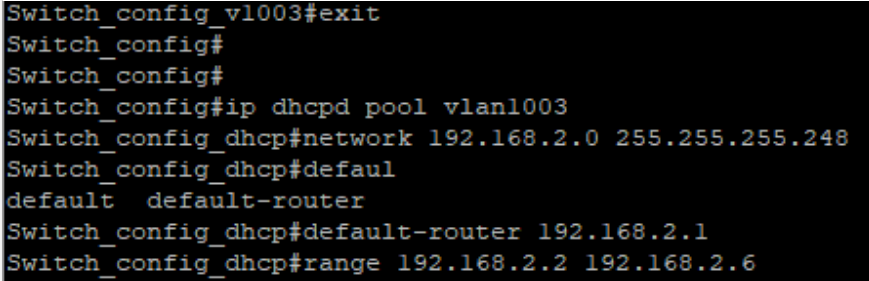 Switch_config_v1003#exit
Switch_config#
Switch_config#
Switch_config#ip dhcpd pool vlan1003
Switch_config_dhcp#network 192.168.2.0 255.255.255.248
Switch_config_dhcp#defaul
default  default-router
Switch_config_dhcp#default-router 192.168.2.1
Switch_config_dhcp#range 192.168.2.2 192.168.2.6